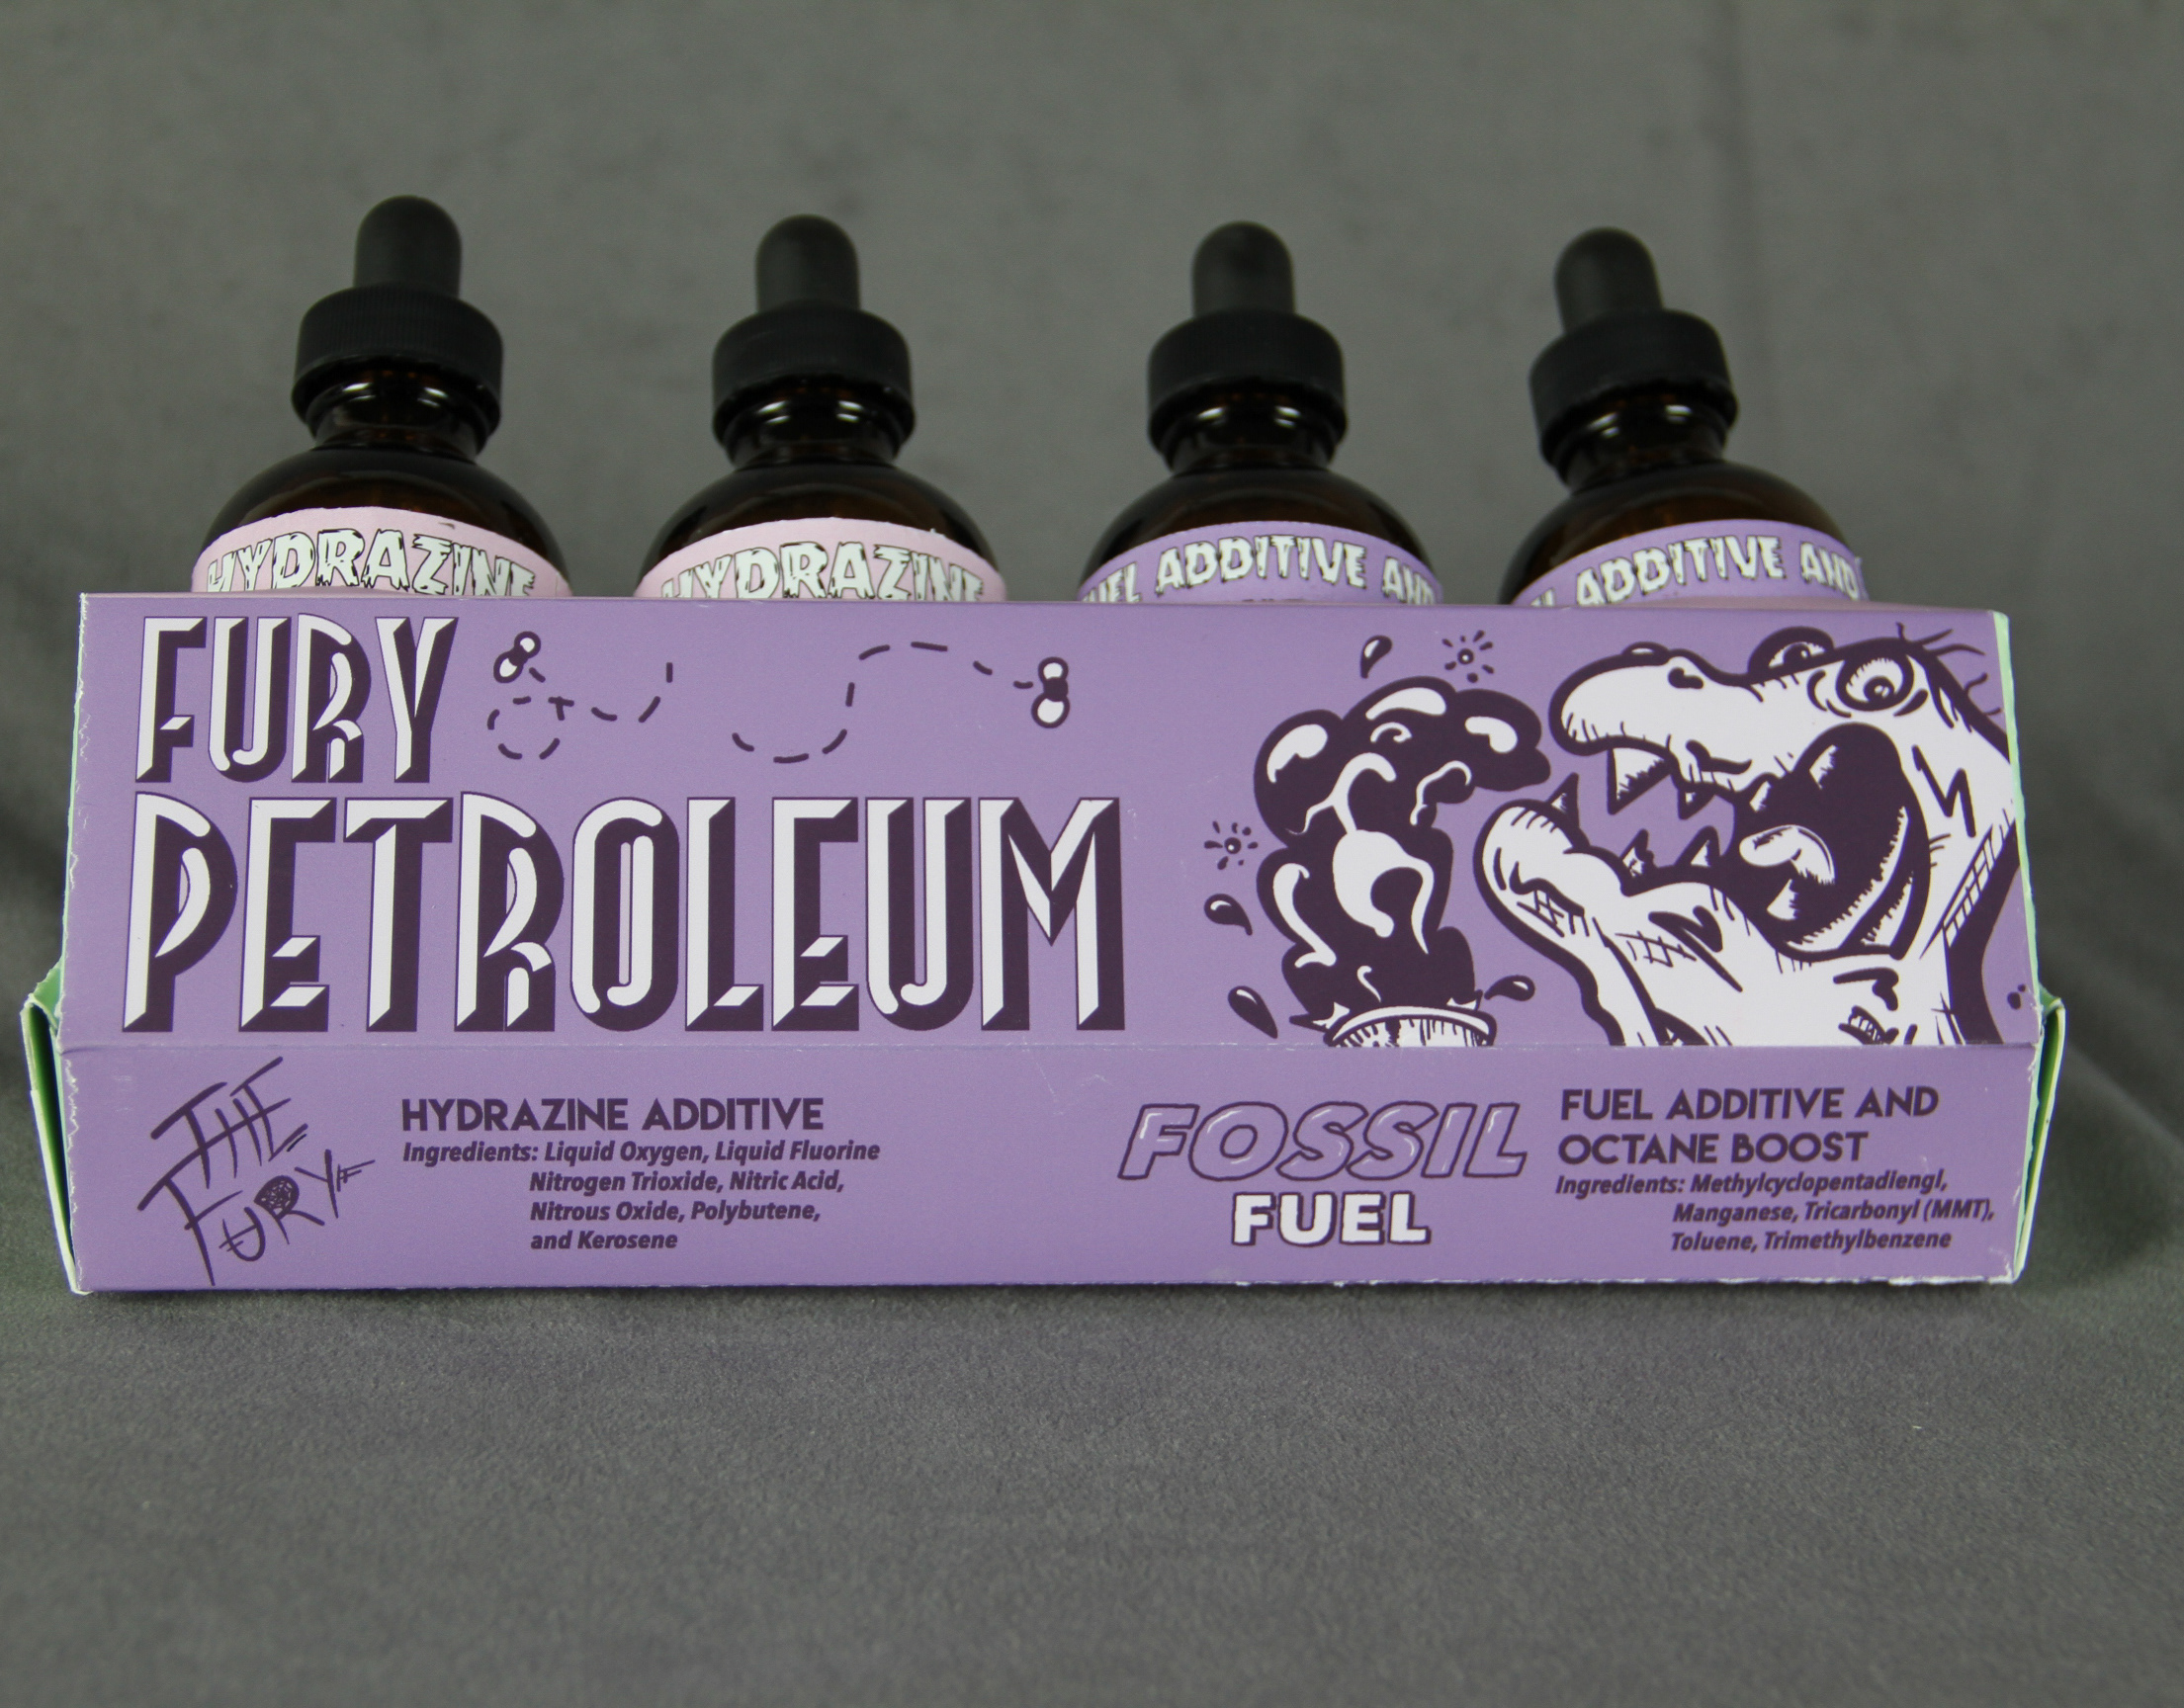 HYDRAZINE
HYDRAZINE
FUEL ADDITIVE AND
ADDITIVE AND
FURY
PETROLEUM
THE
FURY
HYDRAZINE ADDITIVE
Ingredients: Liquid Oxygen, Liquid Fluorine
Nitrogen Trioxide, Nitric Acid,
Nitrous Oxide, Polybutene,
and Kerosene
FOSSIL
FUEL
FUEL ADDITIVE AND
OCTANE BOOST
Ingredients: Methylcyclopentadiengl,
Manganese, Tricarbonyl (MMT),
Toluene, Trimethylbenzene